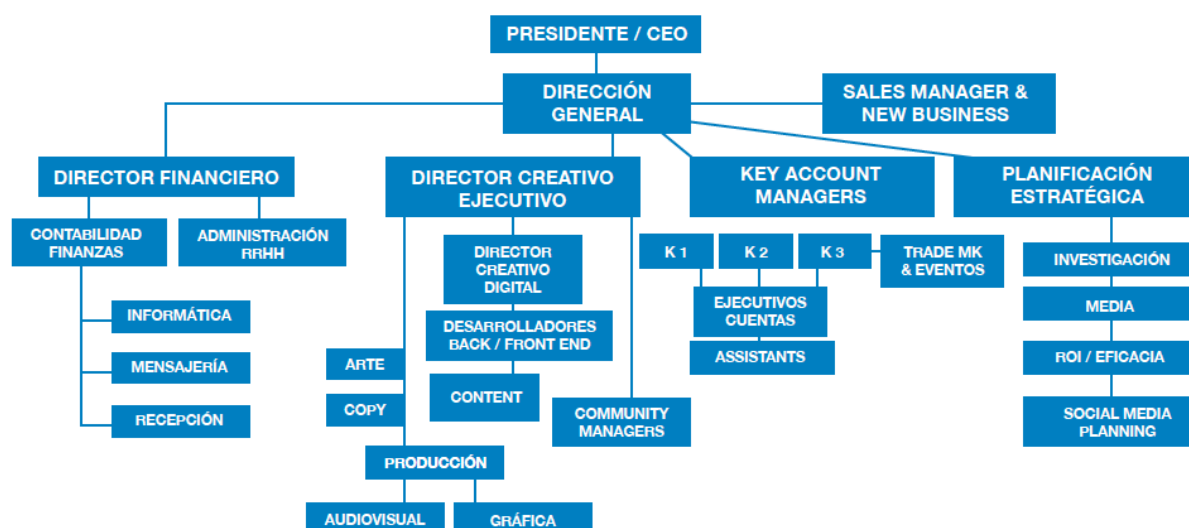 PRESIDENTE / CEO
DIRECCIÓN
GENERAL
SALES MANAGER &
NEW BUSINESS
DIRECTOR FINANCIERO
DIRECTOR CREATIVO
EJECUTIVO
KEY ACCOUNT
MANAGERS
PLANIFICACIÓN
ESTRATÉGICA
CONTABILIDAD
FINANZAS
ADMINISTRACIÓN
RRHH
INFORMÁTICA
MENSAJERÍA
RECEPCIÓN
DIRECTOR
CREATIVO
DIGITAL
DESARROLLADORES
BACK / FRONT END
CONTENT
ARTE
COPY
COMMUNITY
MANAGERS
PRODUCCIÓN
AUDIOVISUAL
GRÁFICA
K 1
K 2
K 3
TRADE MK
& EVENTOS
EJECUTIVOS
CUENTAS
ASSISTANTS
INVESTIGACIÓN
MEDIA
ROI / EFICACIA
SOCIAL MEDIA
PLANNING